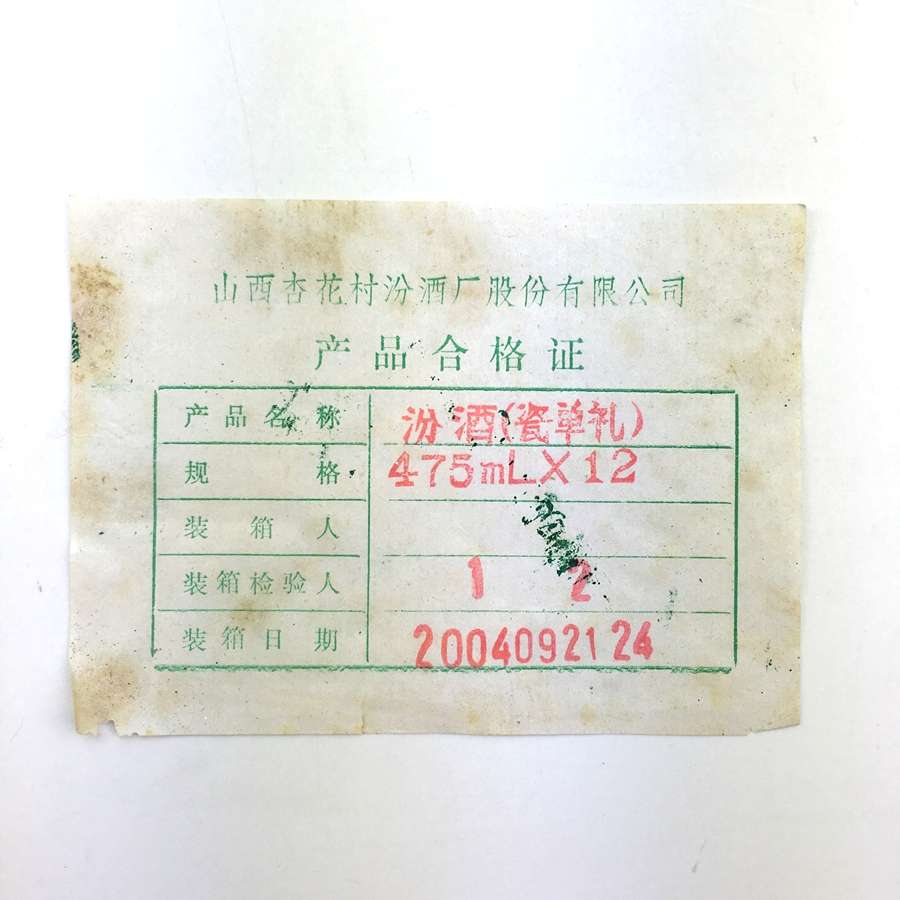 山西杏花村汾酒厂股份有限公司
产品合格证
产品名称 汾酒(瓷单礼)
规格 475mL×12
装箱人
装箱检验人 1 2
装箱日期 20040921 24